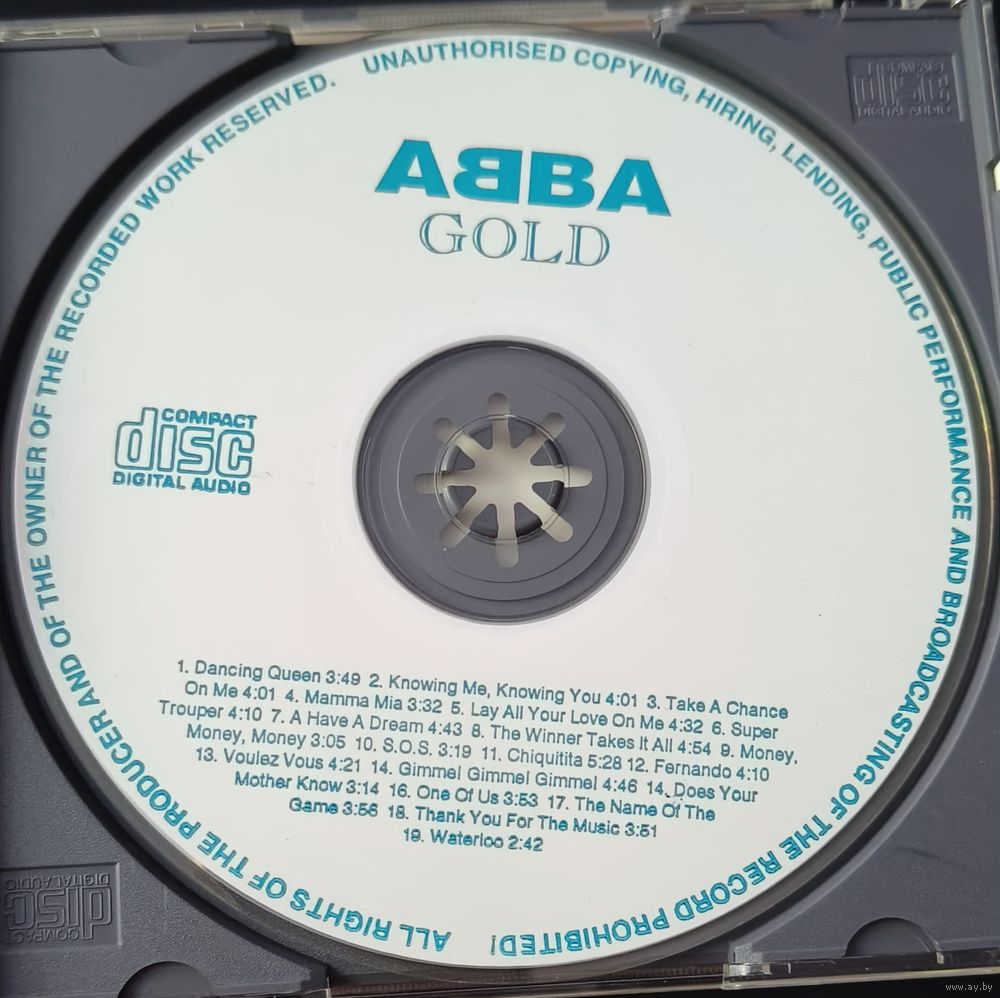 UNAUTHORISED COPYING, HIRING, LENDING, PUBLIC PERFORMANCE AND BROADCASTING OF THE RECORD PROHIBITED!
ALL RIGHTS OF THE PRODUCER AND OF THE OWNER OF THE RECORDED WORK RESERVED.
COMPACT
disc
DIGITAL AUDIO
ABBA
GOLD
COMPACT
disc
DIGITAL AUDIO
1. Dancing Queen 3:49 2. Knowing Me, Knowing You 4:01 3. Take A Chance
On Me 4:01 4. Mamma Mia 3:32 5. Lay All Your Love On Me 4:32 6. Super
Trouper 4:10 7. A Have A Dream 4:43 8. The Winner Takes It All 4:54 9. Money,
Money, Money 3:05 10. S.O.S. 3:19 11. Chiquitita 5:28 12. Fernando 4:10
13. Voulez Vous 4:21 14. Gimme! Gimme! Gimme! 4:46 14. Does Your
Mother Know 3:14 16. One Of Us 3:53 17. The Name Of The
Game 3:56 18. Thank You For The Music 3:51
19. Waterloo 2:42
COMPACT
disc
DIGITAL AUDIO
www.ay.by